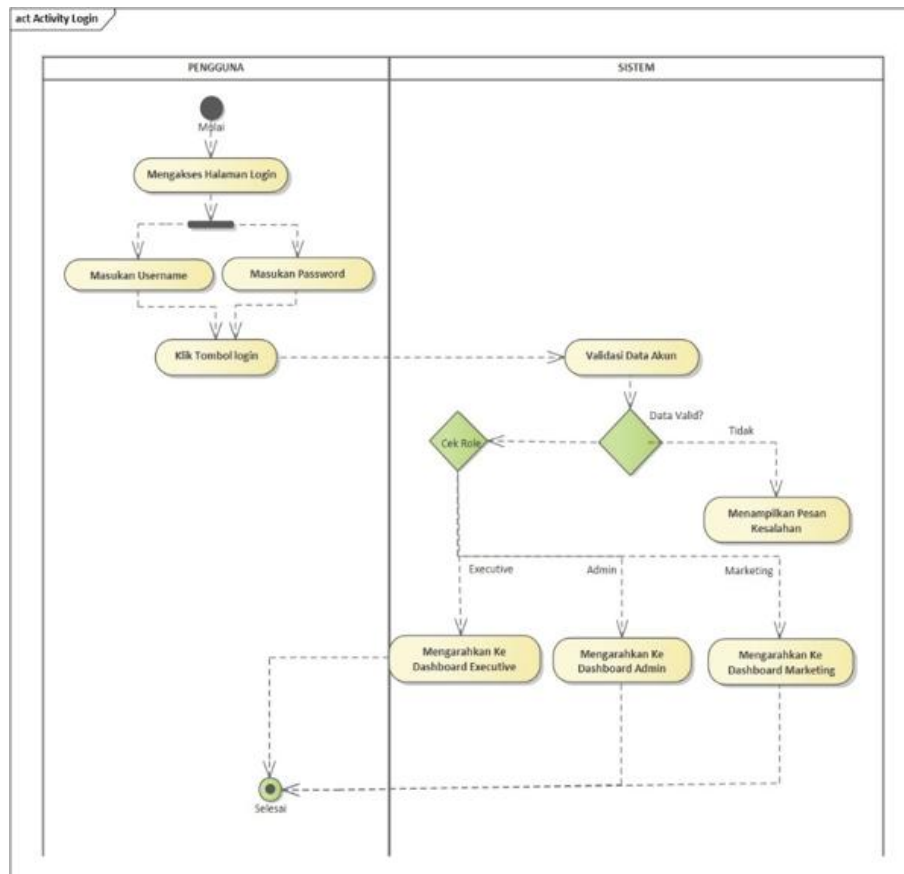 act Activity Login
PENGGUNA
SISTEM
Mulai
Mengakses Halaman Login
Masukan Username
Masukan Password
Klik Tombol login
Validasi Data Akun
Data Valid?
Tidak
Cek Role
Menampilkan Pesan
Kesalahan
Executive
Admin
Marketing
Mengarahkan Ke
Dashboard Executive
Mengarahkan Ke
Dashboard Admin
Mengarahkan Ke
Dashboard Marketing
Selesai